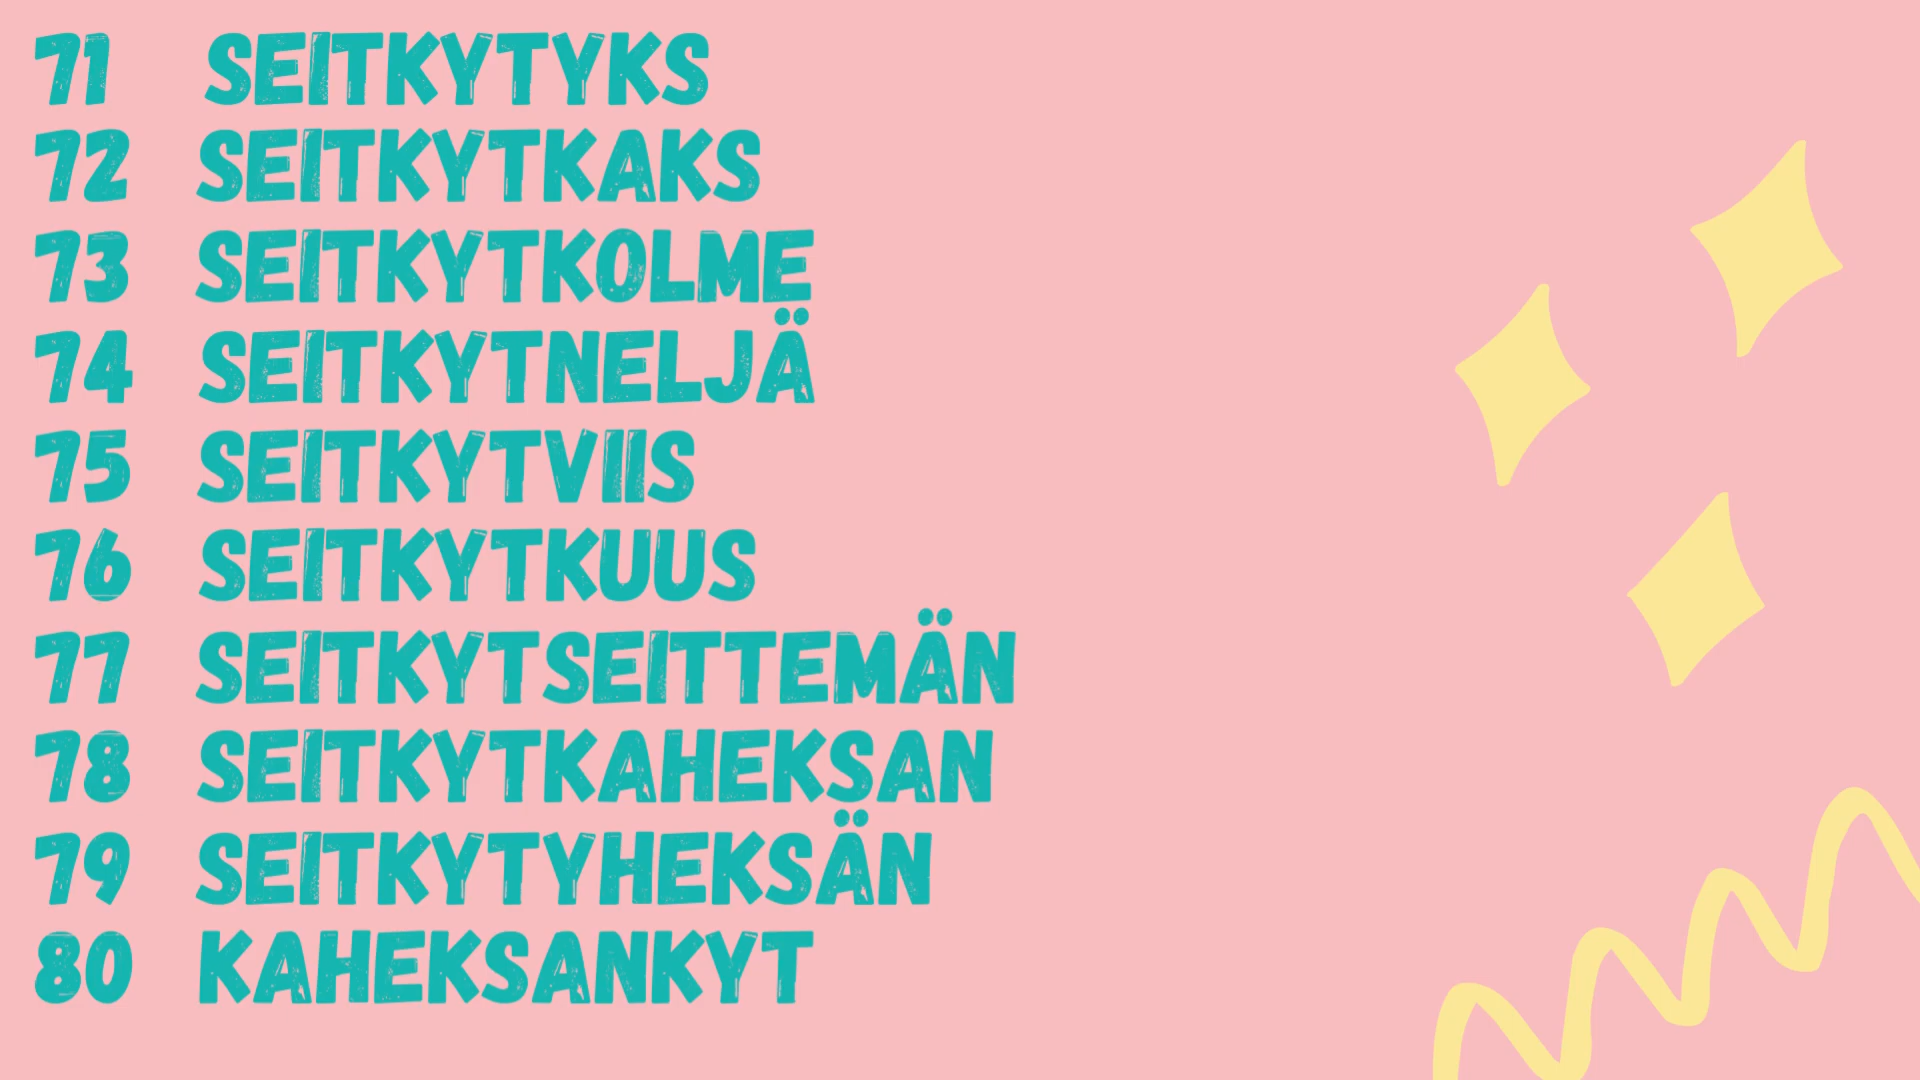 71 SEITKYTYKS
72 SEITKYTKAKS
73 SEITKYTKOLME
74 SEITKYTNELJÄ
75 SEITKYTVIIS
76 SEITKYTKUUS
77 SEITKYTSEITTEMÄN
78 SEITKYTKAHEKSAN
79 SEITKYTYHEKSÄN
80 KAHEKSANKYT